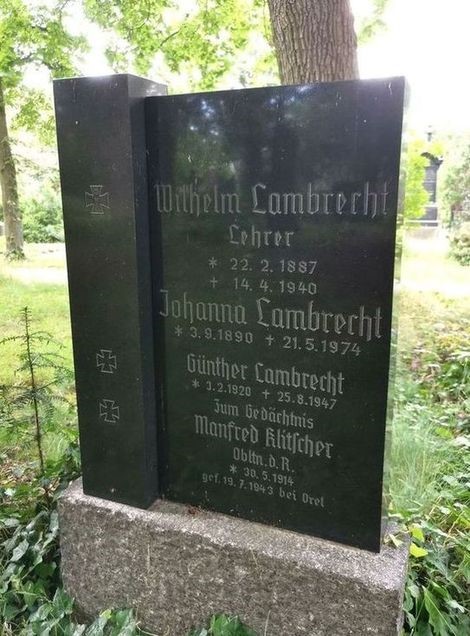 Wilhelm Lambrecht
Lehrer
* 22. 2. 1887
+ 14. 4. 1940
Johanna Lambrecht
* 3. 9. 1890 + 21. 5. 1974
Günther Lambrecht
* 3. 2. 1920 + 25. 8. 1947
Zum Gedächtnis
Manfred Klitscher
Obltn. d. R.
* 30. 5. 1914
gef. 19. 7. 1943 bei Orel